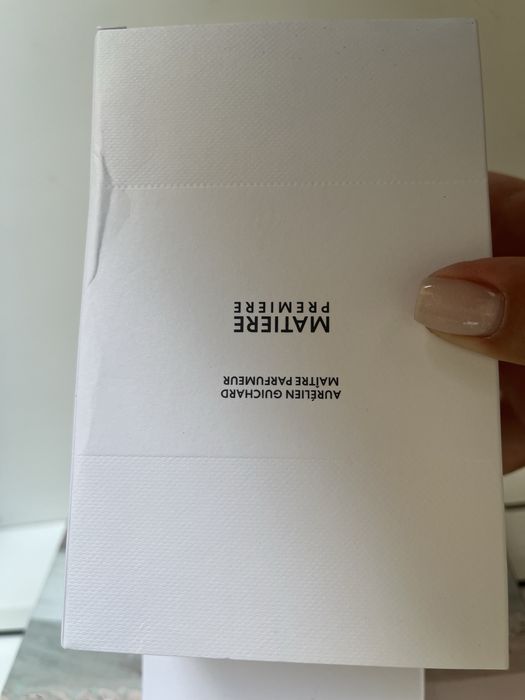 MATIERE
PREMIERE
AURÉLIEN GUICHARD
MAÎTRE PARFUMEUR